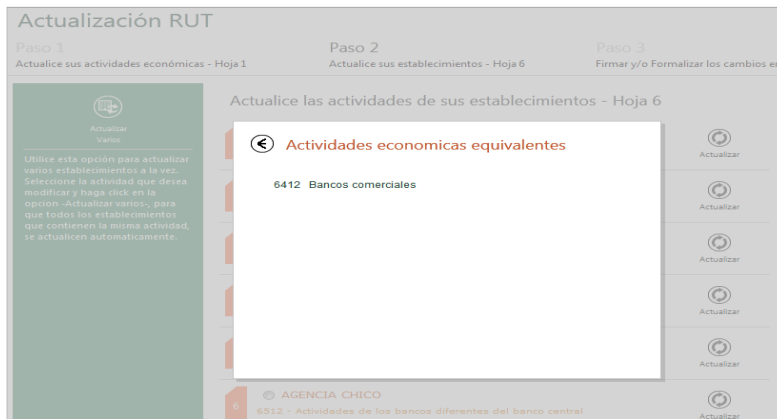 Actualización RUT
Paso 1
Paso 2
Paso 3
Actualice sus actividades económicas - Hoja 1
Actualice sus establecimientos - Hoja 6
Firmar y/o Formalizar los cambios en
Actualizar
Varios
Utilice esta opción para actualizar
varios establecimientos a la vez.
Seleccione la actividad que desea
modificar y haga click en la
opcion -Actualizar varios-, para
que todos los establecimientos
que contienen la misma actividad,
se actualicen automaticamente.
Actualice las actividades de sus establecimientos - Hoja 6
Actividades economicas equivalentes
6412 Bancos comerciales
Actualizar
Actualizar
Actualizar
Actualizar
Actualizar
6
AGENCIA CHICO
6512 - Actividades de los bancos diferentes del banco central
Actualizar